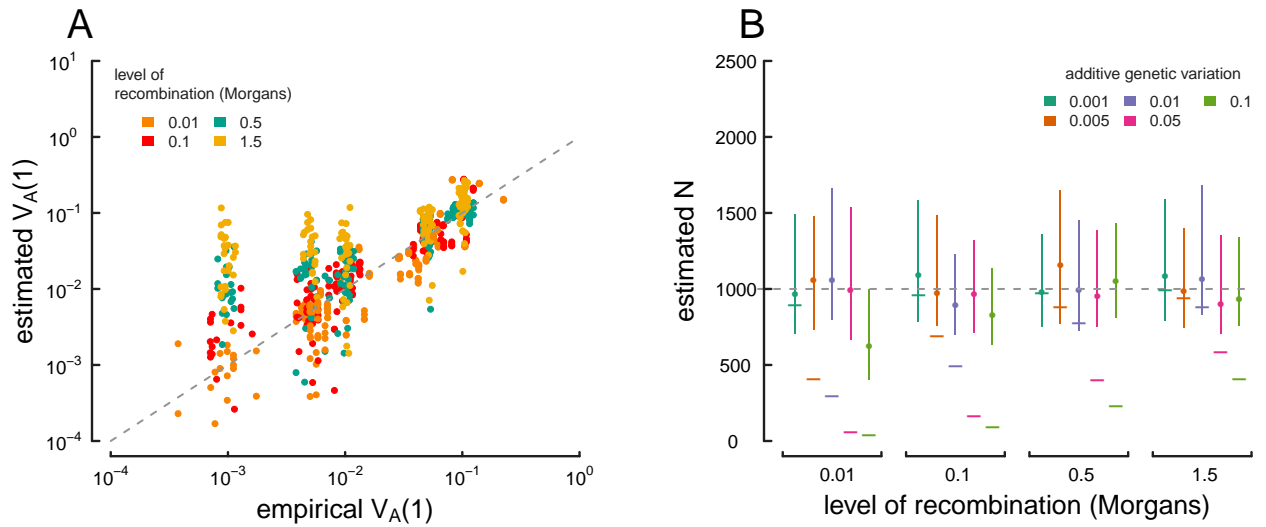 A
level of
recombination (Morgans)
0.01 0.5
0.1 1.5
10^1
10^0
10^−1
10^−2
10^−3
10^−4
estimated V_A(1)
10^−4 10^−3 10^−2 10^−1 10^0
empirical V_A(1)
B
additive genetic variation
0.001 0.01 0.1
0.005 0.05
2500
2000
1500
1000
500
0
estimated N
0.01 0.1 0.5 1.5
level of recombination (Morgans)